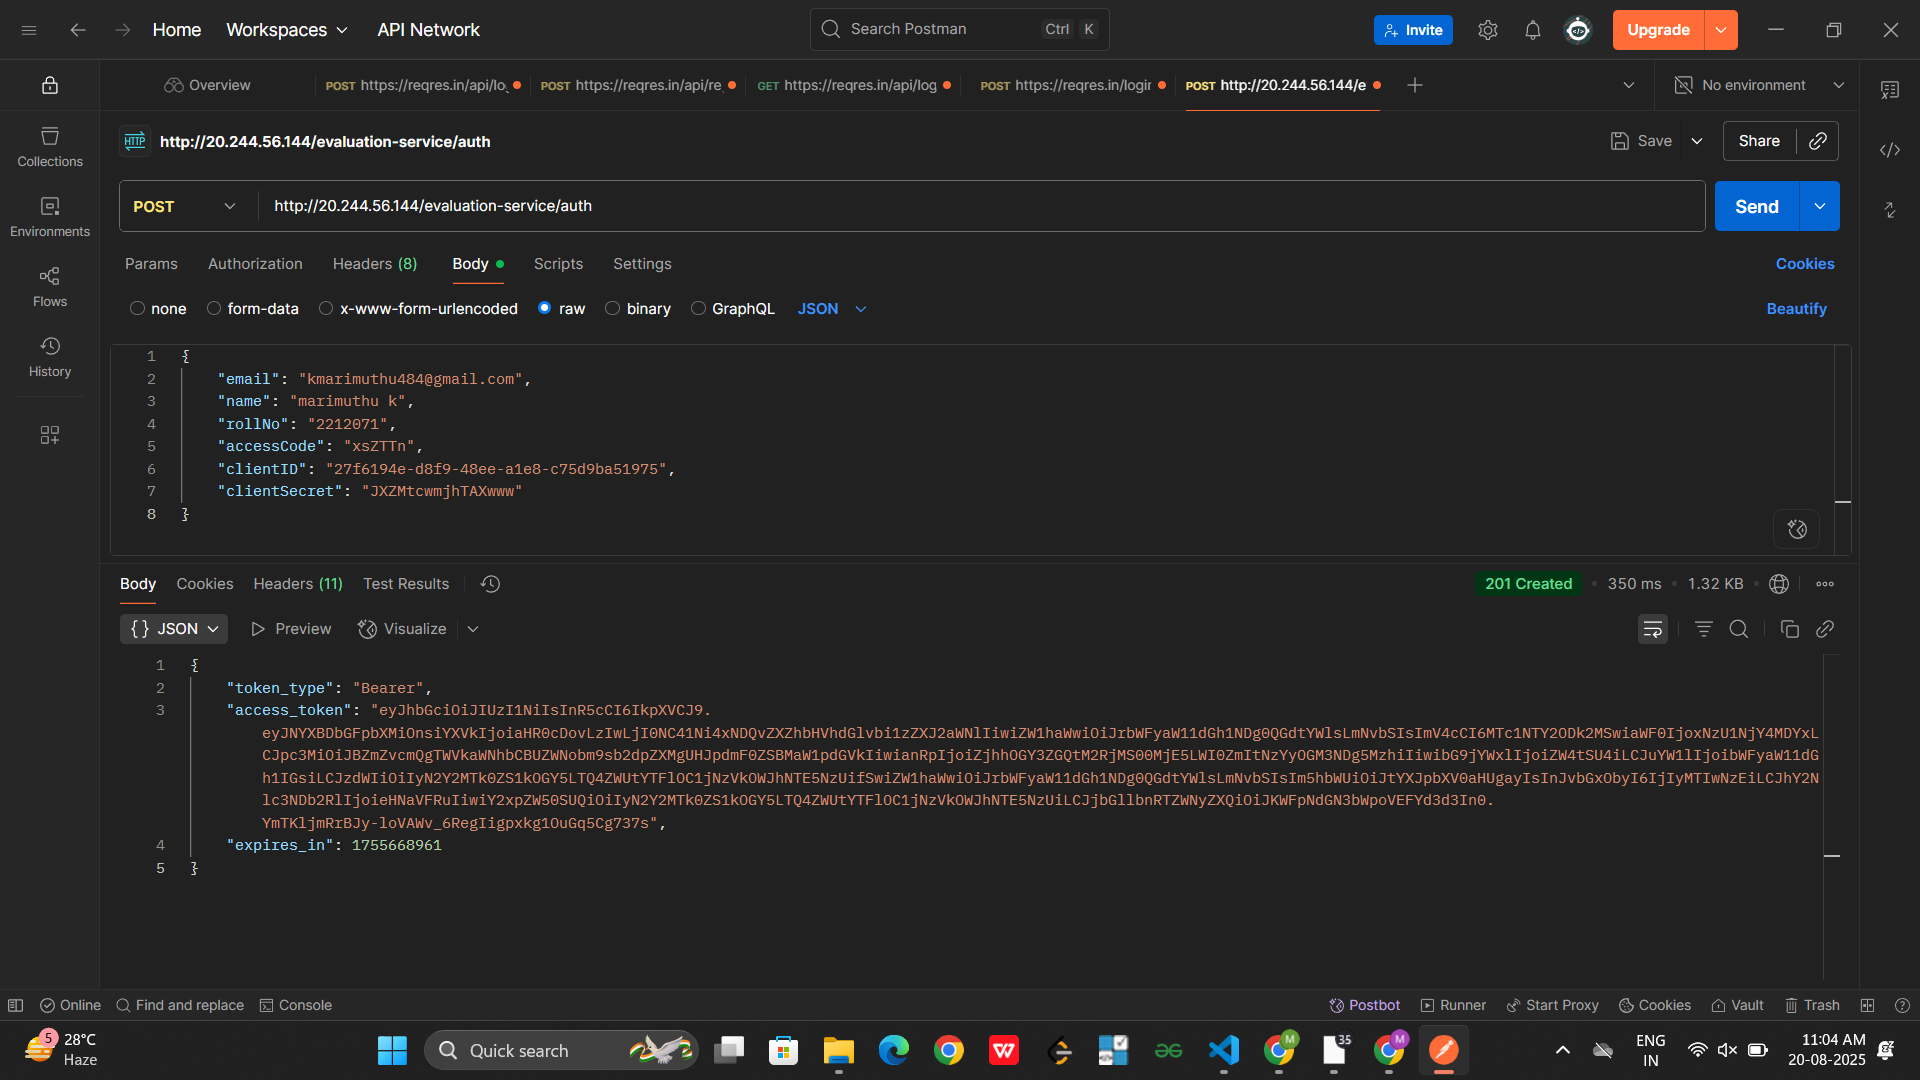 Home
Workspaces
API Network
Search Postman
Ctrl
K
Invite
Upgrade
Overview
POST https://reqres.in/api/lo
POST https://reqres.in/api/re
GET https://reqres.in/api/log
POST https://reqres.in/login
POST http://20.244.56.144/e
No environment
Collections
Environments
Flows
History
HTTP
http://20.244.56.144/evaluation-service/auth
Save
Share
POST
http://20.244.56.144/evaluation-service/auth
Send
Params
Authorization
Headers (8)
Body
Scripts
Settings
Cookies
none
form-data
x-www-form-urlencoded
raw
binary
GraphQL
JSON
Beautify
1 {
2 "email": "kmarimuthu484@gmail.com",
3 "name": "marimuthu k",
4 "rollNo": "2212071",
5 "accessCode": "xsZTTn",
6 "clientID": "27f6194e-d8f9-48ee-a1e8-c75d9ba51975",
7 "clientSecret": "JXZMtcwmjhTAXwww"
8 }
Body
Cookies
Headers (11)
Test Results
201 Created
350 ms
1.32 KB
{} JSON
Preview
Visualize
1 {
2 "token_type": "Bearer",
3 "access_token": "eyJhbGciOiJIUzI1NiIsInR5cCI6IkpXVCJ9.
eyJNYXBDbGFpbXMiOnsiYXVkIjoiaHR0cDovLzIwLjI0NC41Ni4xNDQvZXZhbHVhdGlvbi1zZXJ2aWNlIiwiZW1haWwiOiJrbWFyaW11dGh1NDg0QGdtYWlsLmNvbSIsImV4cCI6MTc1NTY2ODk2MSwiaWF0IjoxNzU1NjY4MDYxL
CJpc3MiOiJBZmZvcmQgTWVkaWNhbCBUZWNobm9sb2dpZXMgUHJpdmF0ZSBMaW1pdGVkIiwianRpIjoiZjhhOGY3ZGQtM2RjMS00MjE5LWI0ZmItNzYyOGM3NDg5MzhiIiwibG9jYWxlIjoiZW4tSU4iLCJuYW1lIjoibWFyaW11dG
h1IGsiLCJzdWIiOiIyN2Y2MTk0ZS1kOGY5LTQ4ZWUtYTFlOC1jNzVkOWJhNTE5NzUifSwiZW1haWwiOiJrbWFyaW11dGh1NDg0QGdtYWlsLmNvbSIsIm5hbWUiOiJtYXJpbXV0aHUgayIsInJvbGxObyI6IjIyMTIwNzEiLCJhY2N
lc3NDb2RlIjoieHNaVFRuIiwiY2xpZW50SUQiOiIyN2Y2MTk0ZS1kOGY5LTQ4ZWUtYTFlOC1jNzVkOWJhNTE5NzUiLCJjbGllbnRTZWNyZXQiOiJKWFpNdGN3bWpoVEFYd3d3In0.
YmTKljmRrBJy-loVAWv_6RegIigpxkg1OuGq5Cg737s",
4 "expires_in": 1755668961
5 }
Online
Find and replace
Console
Postbot
Runner
Start Proxy
Cookies
Vault
Trash
5
28°C
Haze
Quick search
35
ENG
IN
11:04 AM
20-08-2025